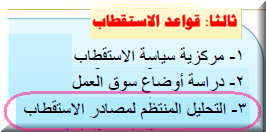 ثالثا: قواعد الاستقطاب
١- مركزية سياسة الاستقطاب
٢- دراسة أوضاع سوق العمل
٣- التحليل المنتظم لمصادر الاستقطاب